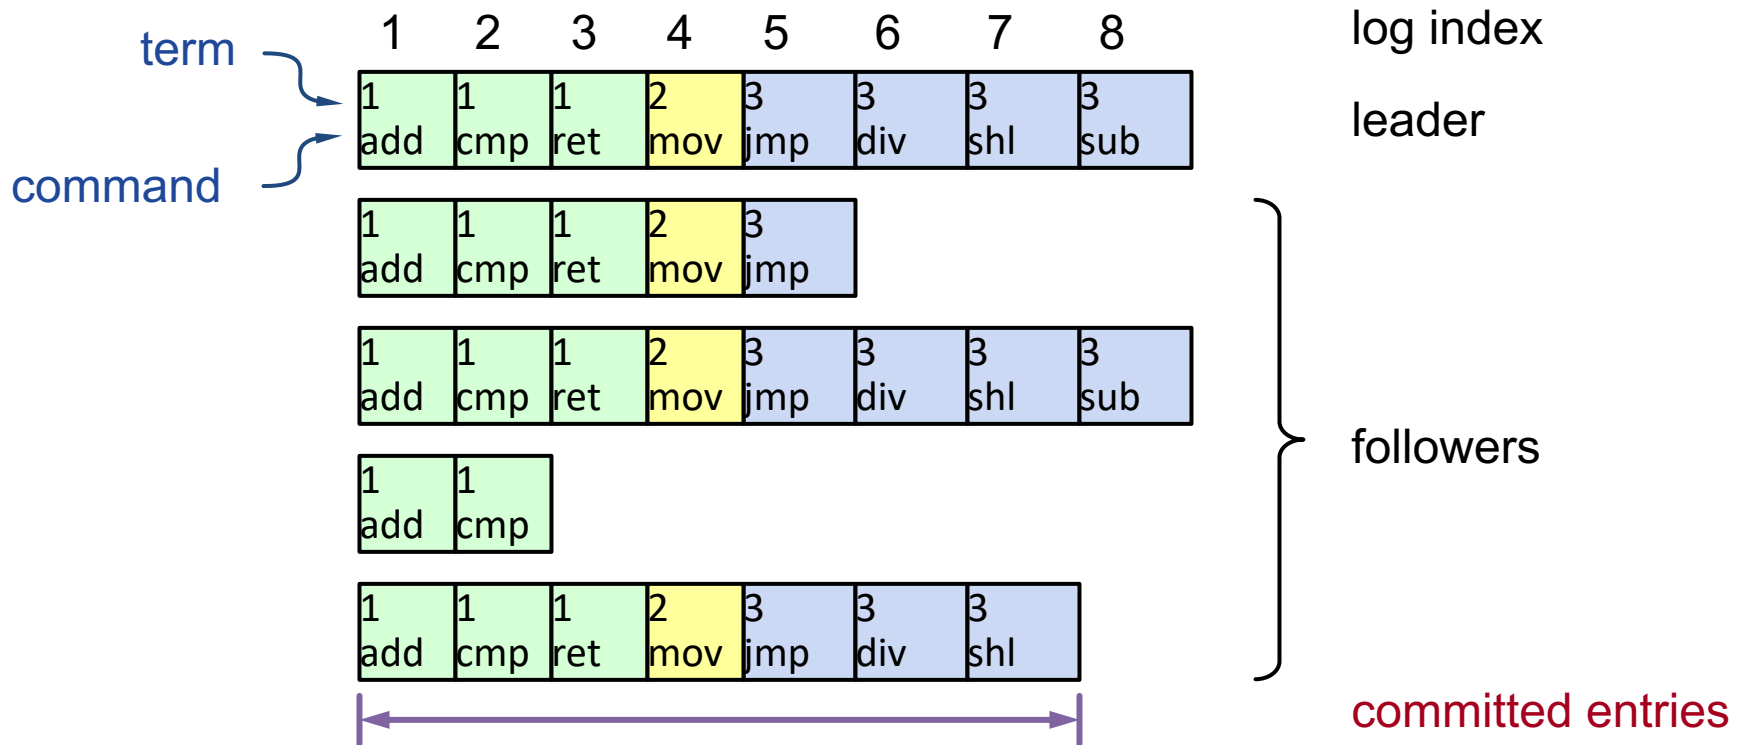 1 2 3 4 5 6 7 8 log index
term
1 1 1 2 3 3 3 3
leader
add cmp ret mov jmp div shl sub
command
1 1 1 2 3
add cmp ret mov jmp
1 1 1 2 3 3 3 3
add cmp ret mov jmp div shl sub
followers
1 1
add cmp
1 1 1 2 3 3 3
add cmp ret mov jmp div shl
committed entries